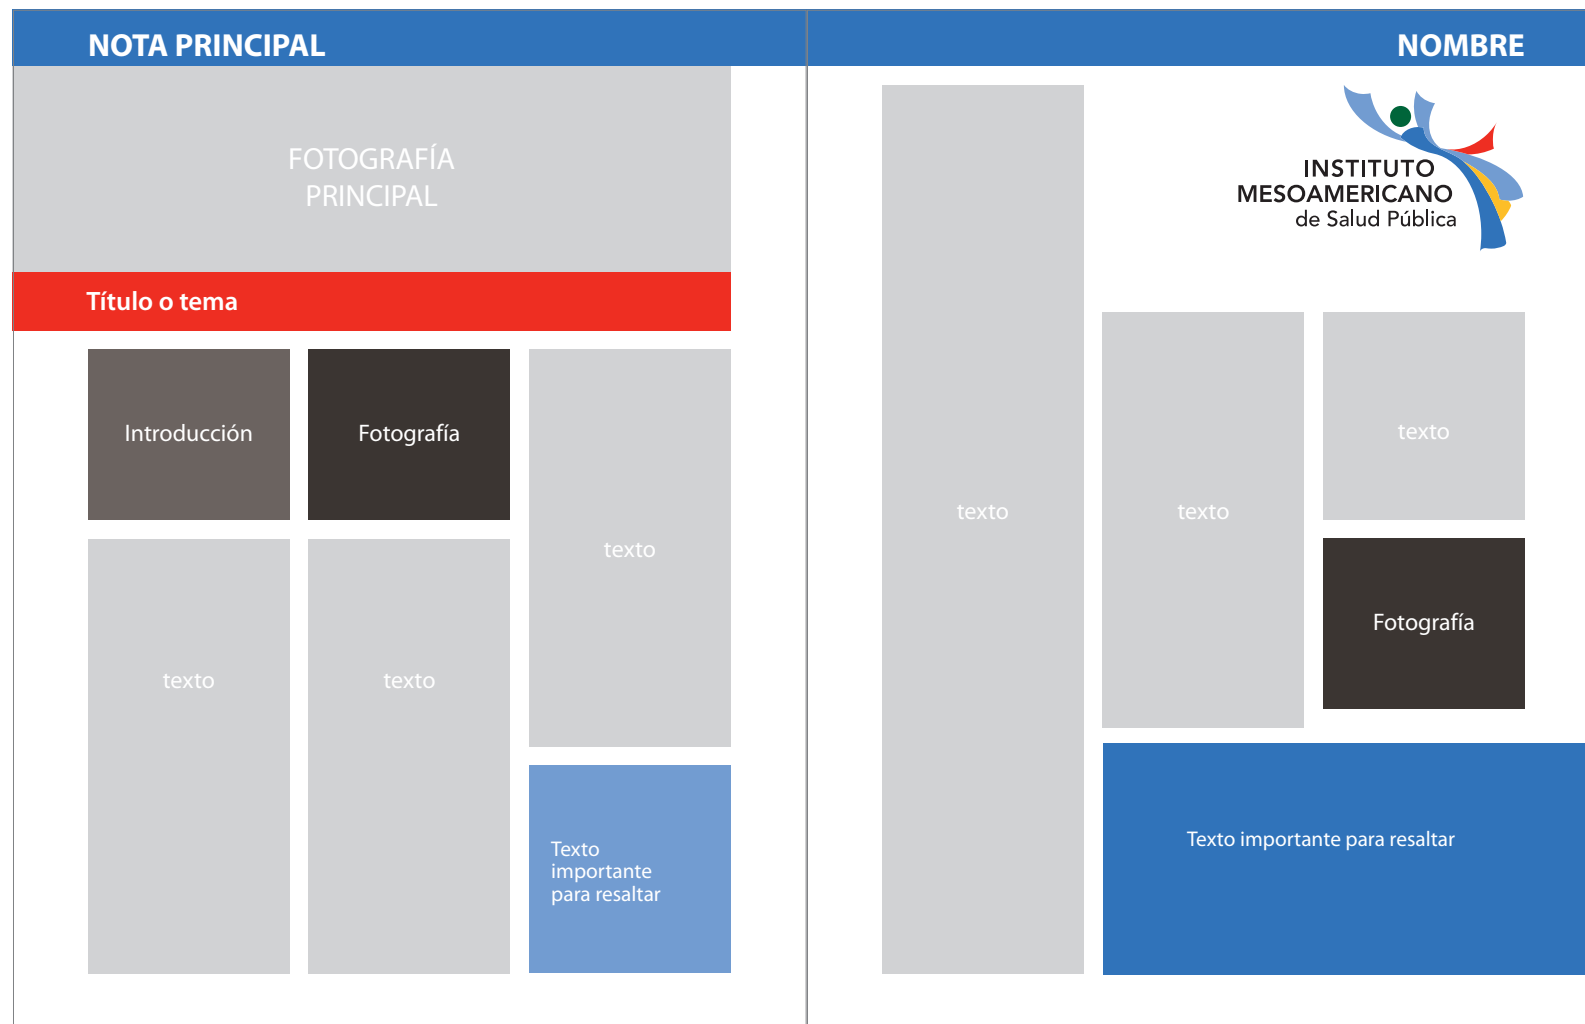 NOTA PRINCIPAL
FOTOGRAFÍA
PRINCIPAL
Título o tema
Introducción
Fotografía
texto
texto
texto
Texto
importante
para resaltar
NOMBRE
INSTITUTO
MESOAMERICANO
de Salud Pública
texto
texto
texto
Fotografía
Texto importante para resaltar